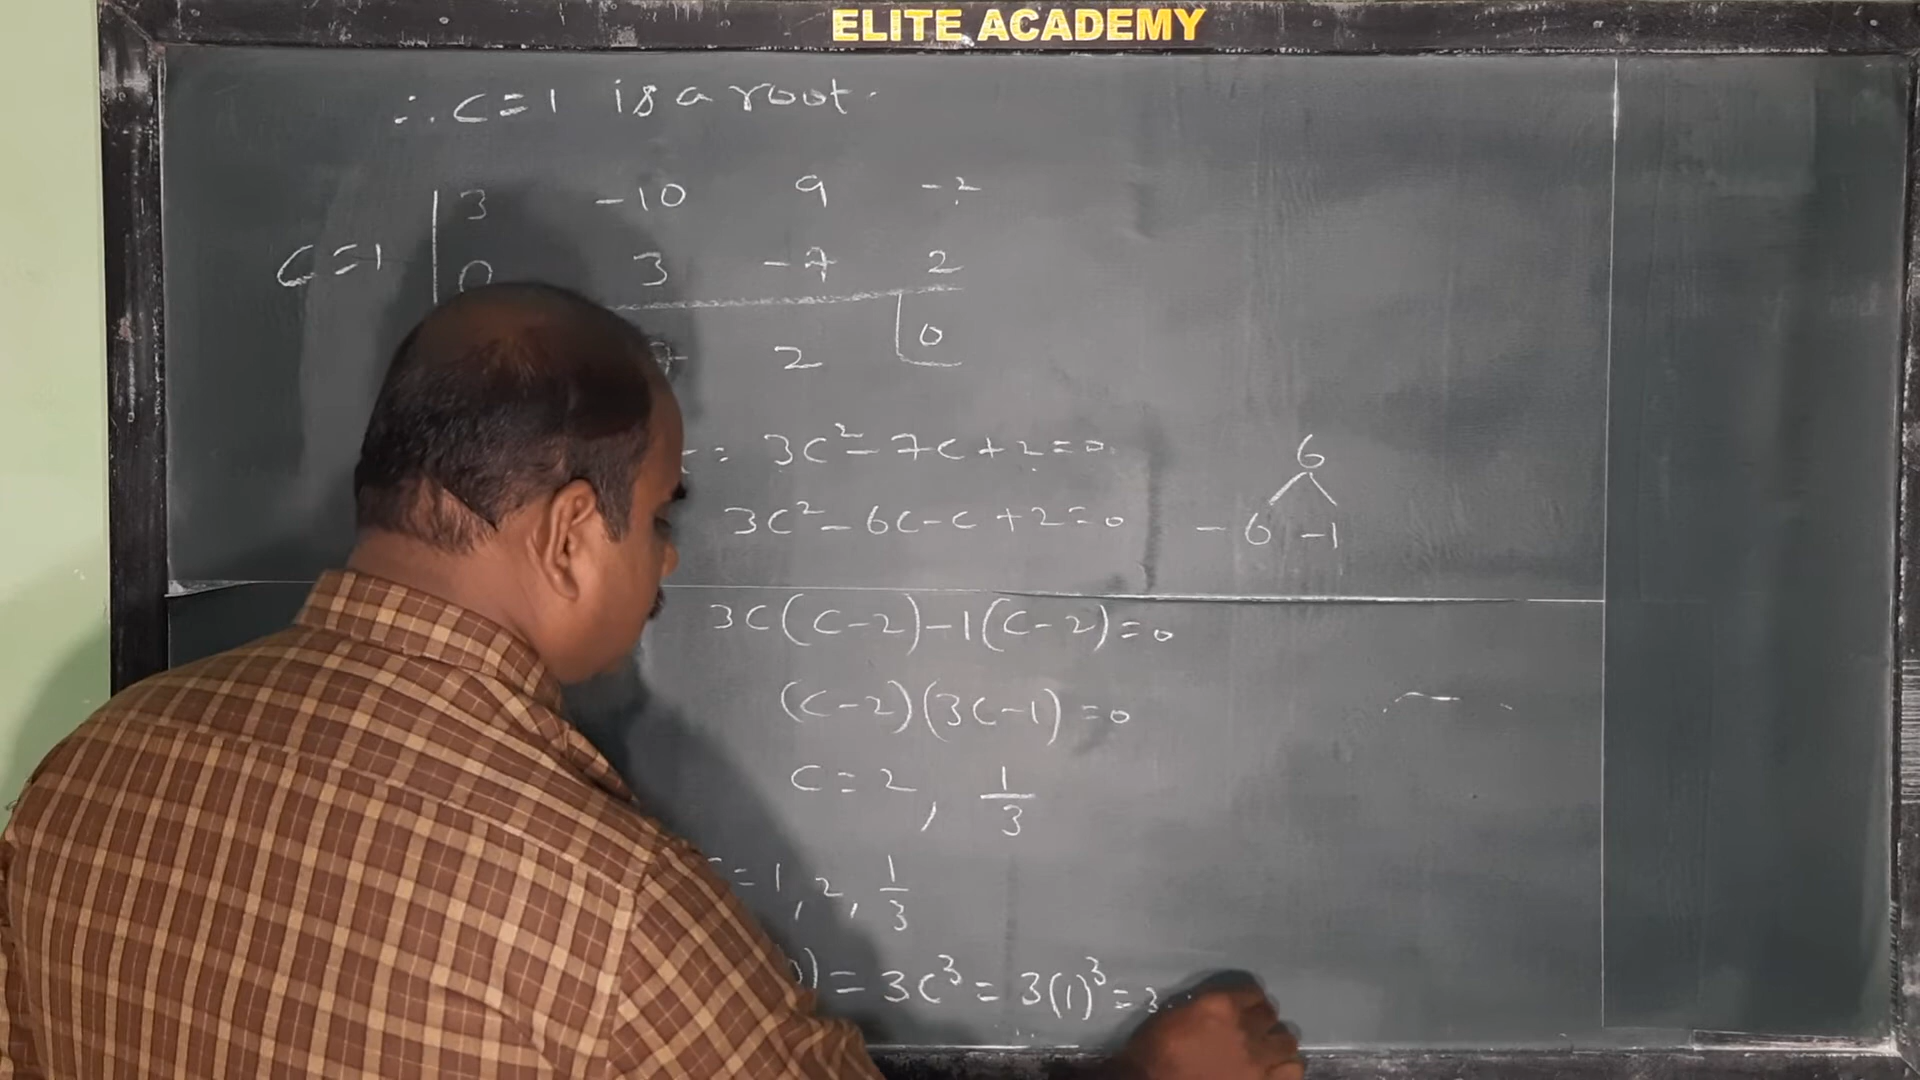 ELITE ACADEMY
∴ C=1 is a root.
3 -10 9 -2
C=1 0 3 -7 2
2 0
: 3C²-7C+2=0
6
3C²-6C-C+2=0 -6 -1
3C(C-2)-1(C-2)=0
(C-2)(3C-1)=0
C=2, 1/3
=1, 2, 1/3
) = 3C³ = 3(1)³ = 3